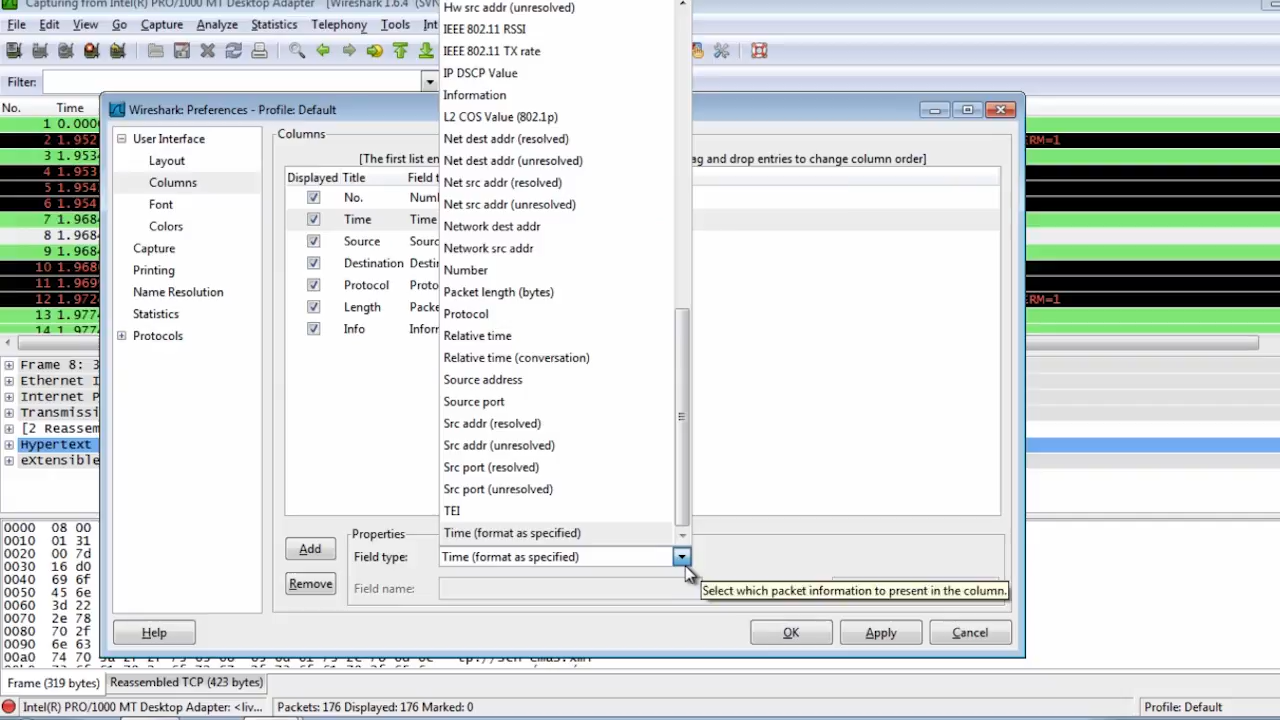 Capturing from Intel(R) PRO/1000 MT Desktop Adapter [Wireshark 1.6.4 (SVN
File Edit View Go Capture Analyze Statistics Telephony Tools
Filter:
No. Time
1 0.0000
2 1.952
3 1.9534
4 1.953
5 1.954
6 1.954
7 1.9684
8 1.968
9 1.9684
10 1.968
11 1.969
12 1.972
13 1.9774
14 1.9774
ERM=1
ERM=1
Wireshark: Preferences - Profile: Default
User Interface
Layout
Columns
Font
Colors
Capture
Printing
Name Resolution
Statistics
Protocols
Columns
[The first list en
ag and drop entries to change column order]
Displayed Title Field t
No. Numb
Time Time
Source Sourc
Destination Desti
Protocol Proto
Length Packe
Info Inforr
Hw src addr (unresolved)
IEEE 802.11 RSSI
IEEE 802.11 TX rate
IP DSCP Value
Information
L2 COS Value (802.1p)
Net dest addr (resolved)
Net dest addr (unresolved)
Net src addr (resolved)
Net src addr (unresolved)
Network dest addr
Network src addr
Number
Packet length (bytes)
Protocol
Relative time
Relative time (conversation)
Source address
Source port
Src addr (resolved)
Src addr (unresolved)
Src port (resolved)
Src port (unresolved)
TEI
Time (format as specified)
Add
Remove
Properties
Field type: Time (format as specified)
Field name:
Select which packet information to present in the column.
Help OK Apply Cancel
Frame 8: 3
Ethernet I
Internet P
Transmissi
[2 Reassem
Hypertext
eXtensible
0000 08 00
0010 01 31
0020 00 7d
0030 16 d0
0040 69 6f
0050 45 6e
0060 3d 22
0070 2e 78
0080 70 2f
0090 6e 63
00a0 74 70
Frame (319 bytes) Reassembled TCP (423 bytes)
Intel(R) PRO/1000 MT Desktop Adapter: <liv... Packets: 176 Displayed: 176 Marked: 0 Profile: Default